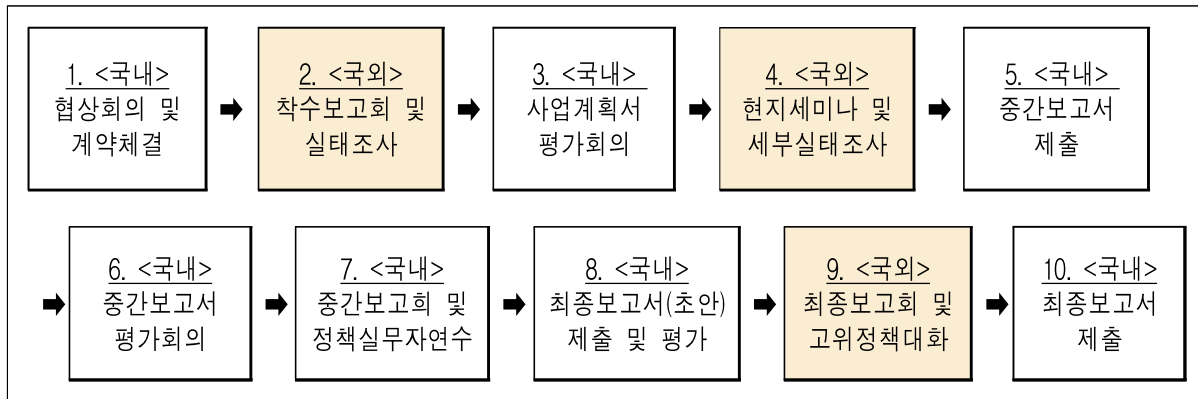 1. <국내>
협상회의 및
계약체결
2. <국외>
착수보고회 및
실태조사
3. <국내>
사업계획서
평가회의
4. <국외>
현지세미나 및
세부실태조사
5. <국내>
중간보고서
제출
6. <국내>
중간보고서
평가회의
7. <국내>
중간보고희 및
정책실무자연수
8. <국내>
최종보고서(초안)
제출 및 평가
9. <국외>
최종보고회 및
고위정책대화
10. <국내>
최종보고서
제출